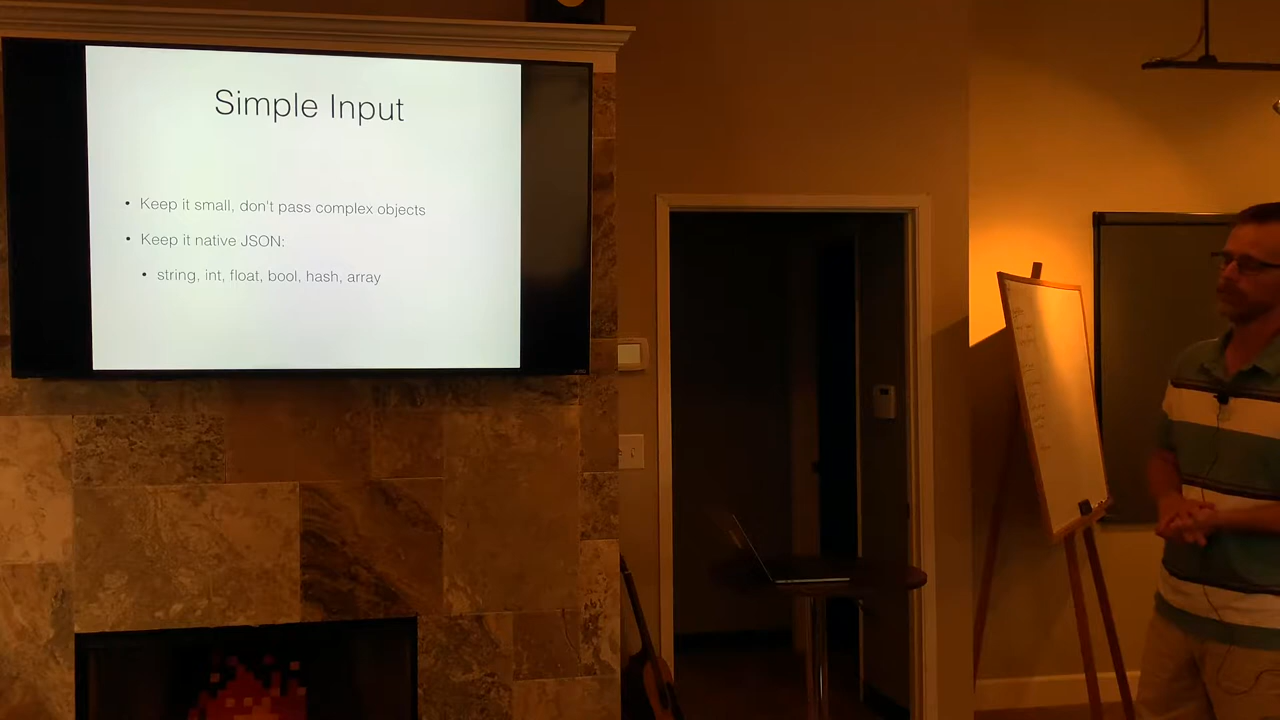 Simple Input
• Keep it small, don't pass complex objects
• Keep it native JSON:
• string, int, float, bool, hash, array